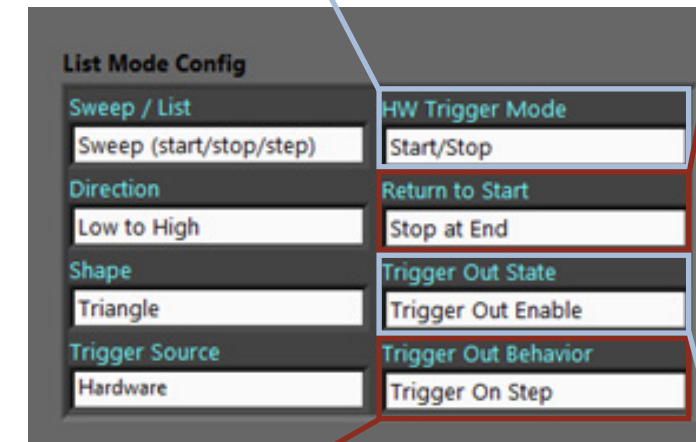 List Mode Config
Sweep / List
Sweep (start/stop/step)
Direction
Low to High
Shape
Triangle
Trigger Source
Hardware
HW Trigger Mode
Start/Stop
Return to Start
Stop at End
Trigger Out State
Trigger Out Enable
Trigger Out Behavior
Trigger On Step